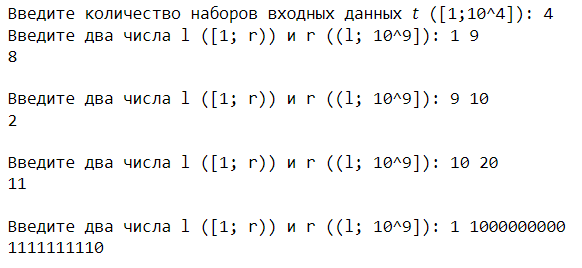 Введите количество наборов входных данных t ([1;10^4]): 4
Введите два числа l ([1; r)) и r ((l; 10^9]): 1 9
8
Введите два числа l ([1; r)) и r ((l; 10^9]): 9 10
2
Введите два числа l ([1; r)) и r ((l; 10^9]): 10 20
11
Введите два числа l ([1; r)) и r ((l; 10^9]): 1 1000000000
1111111110